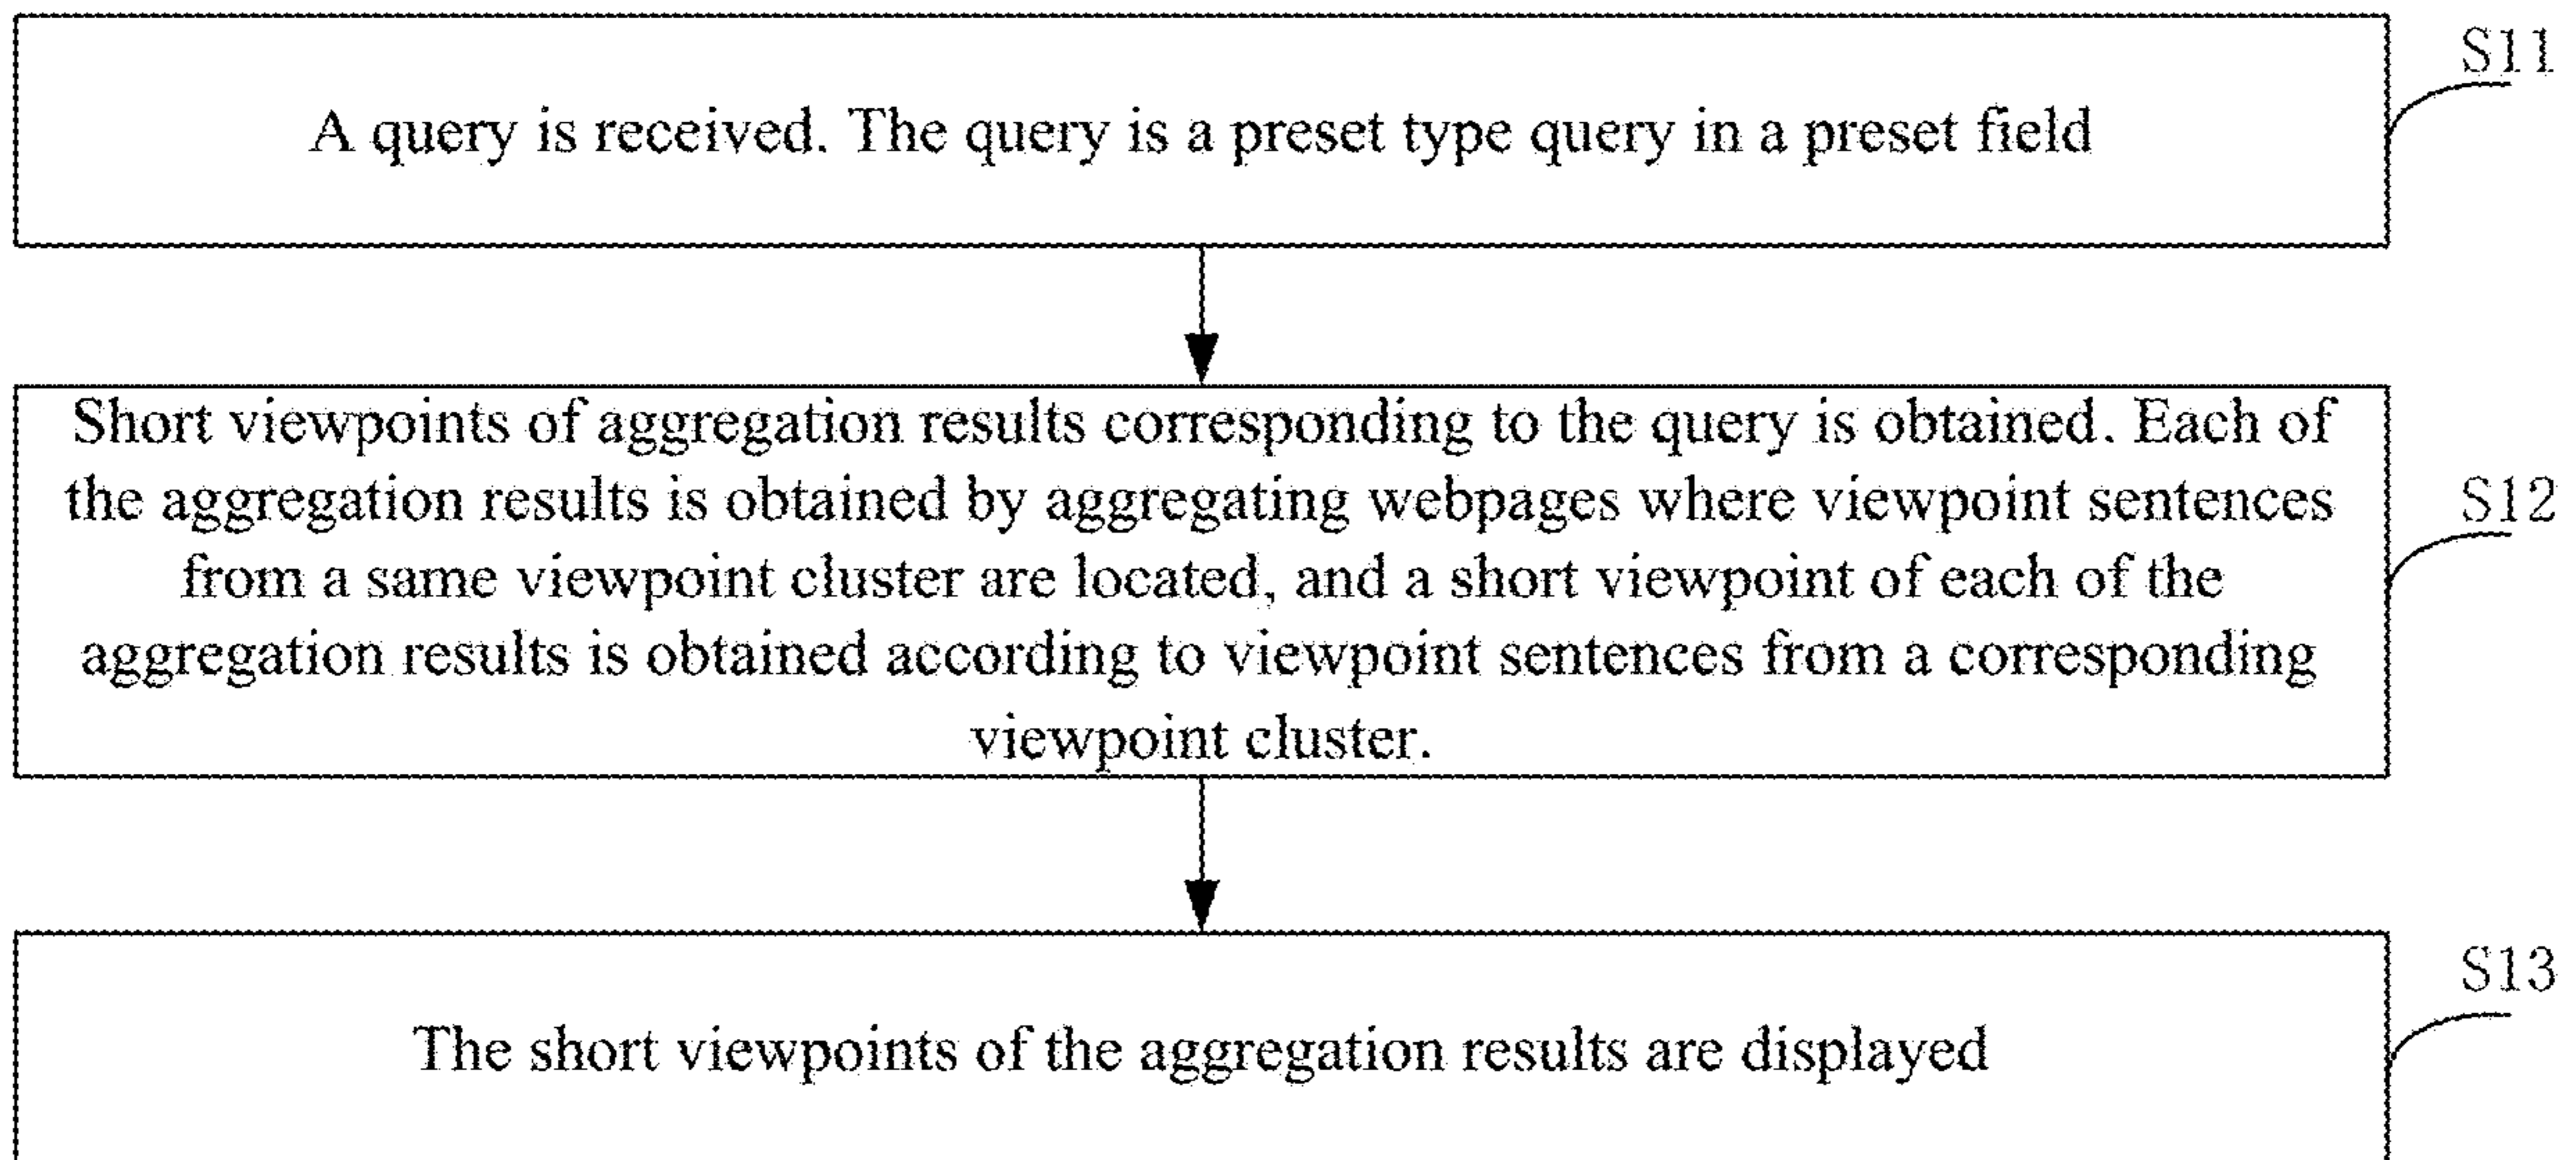 S11
A query is received. The query is a preset type query in a preset field
Short viewpoints of aggregation results corresponding to the query is obtained. Each of
the aggregation results is obtained by aggregating webpages where viewpoint sentences
S12
from a same viewpoint cluster are located, and a short viewpoint of each of the
aggregation results is obtained according to viewpoint sentences from a corresponding
viewpoint cluster.
S13
The short viewpoints of the aggregation results are displayed